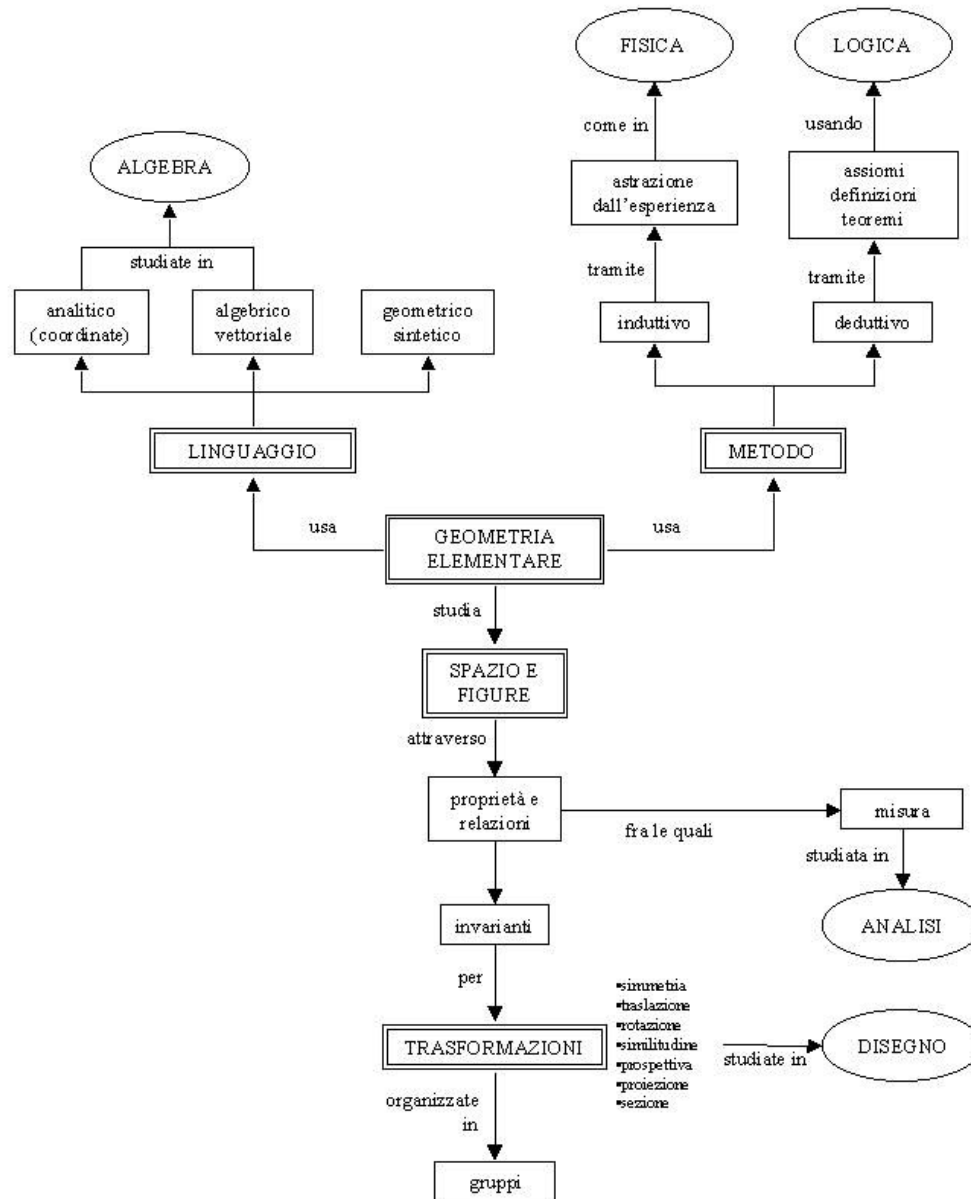 FISICA
LOGICA
come in
usando
ALGEBRA
astrazione
dall'esperienza
assiomi
definizioni
teoremi
studiate in
tramite
tramite
analitico
(coordinate)
algebrico
vettoriale
geometrico
sintetico
induttivo
deduttivo
LINGUAGGIO
METODO
usa
GEOMETRIA
ELEMENTARE
usa
studia
SPAZIO E
FIGURE
attraverso
proprietà e
relazioni
fra le quali
misura
studiata in
invarianti
ANALISI
per
TRASFORMAZIONI
•simmetria
•traslazione
•rotazione
•similitudine
•prospettiva
•proiezione
•sezione
studiate in
DISEGNO
organizzate
in
gruppi